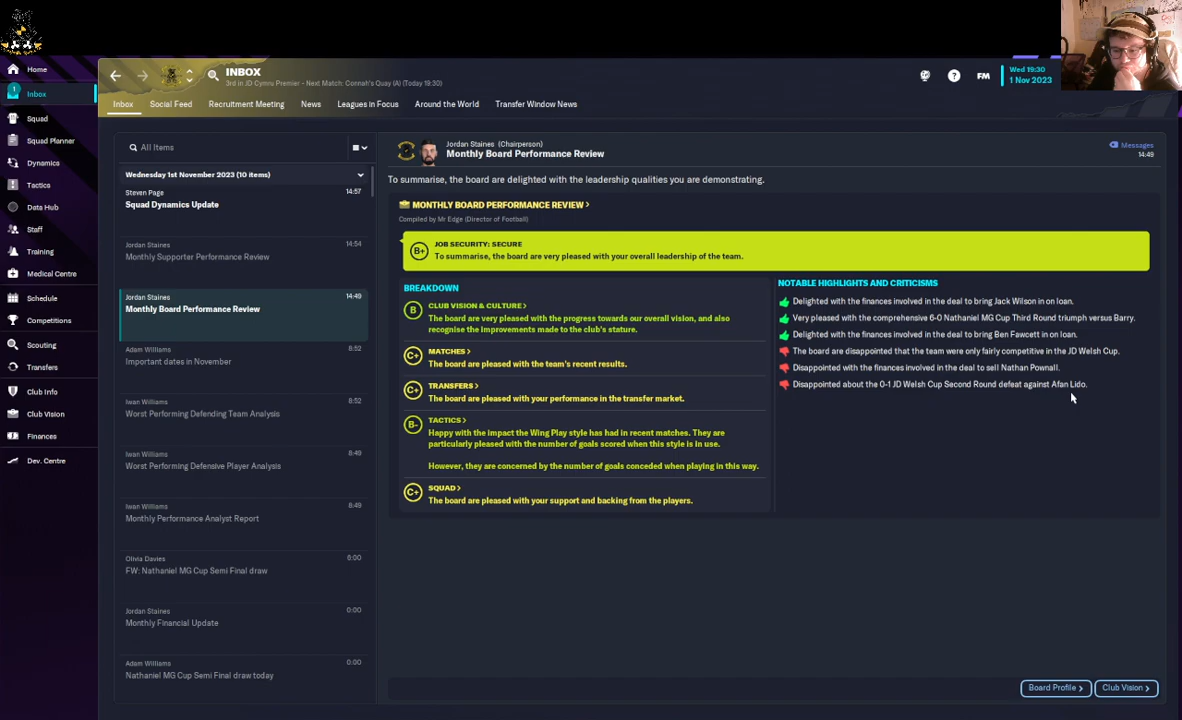 INBOX
3rd in JD Cymru Premier - Next Match: Connah's Quay (A) (Today 19:30)
FM
Wed 19:30
1 Nov 2023
Home
Inbox
1
Squad
Squad Planner
Dynamics
Tactics
Data Hub
Staff
Training
Medical Centre
Schedule
Competitions
Scouting
Transfers
Club Info
Club Vision
Finances
Dev. Centre
Inbox
Social Feed
Recruitment Meeting
News
Leagues in Focus
Around the World
Transfer Window News
All Items
Wednesday 1st November 2023 (10 items)
Steven Page 14:57
Squad Dynamics Update
Jordan Staines 14:54
Monthly Supporter Performance Review
Jordan Staines 14:49
Monthly Board Performance Review
Adam Williams 8:52
Important dates in November
Iwan Williams 8:52
Worst Performing Defending Team Analysis
Iwan Williams 8:49
Worst Performing Defensive Player Analysis
Iwan Williams 8:49
Monthly Performance Analyst Report
Olivia Davies 6:00
FW: Nathaniel MG Cup Semi Final draw
Jordan Staines 0:00
Monthly Financial Update
Adam Williams 0:00
Nathaniel MG Cup Semi Final draw today
Jordan Staines (Chairperson)
Monthly Board Performance Review
Messages
14:49
To summarise, the board are delighted with the leadership qualities you are demonstrating.
MONTHLY BOARD PERFORMANCE REVIEW >
Compiled by Mr Edge (Director of Football)
B+
JOB SECURITY: SECURE
To summarise, the board are very pleased with your overall leadership of the team.
BREAKDOWN
B
CLUB VISION & CULTURE >
The board are very pleased with the progress towards our overall vision, and also
recognise the improvements made to the club's stature.
C+
MATCHES >
The board are pleased with the team's recent results.
C+
TRANSFERS >
The board are pleased with your performance in the transfer market.
B-
TACTICS >
Happy with the impact the Wing Play style has had in recent matches. They are
particularly pleased with the number of goals scored when this style is in use.
However, they are concerned by the number of goals conceded when playing in this way.
C+
SQUAD >
The board are pleased with your support and backing from the players.
NOTABLE HIGHLIGHTS AND CRITICISMS
Delighted with the finances involved in the deal to bring Jack Wilson in on loan.
Very pleased with the comprehensive 6-0 Nathaniel MG Cup Third Round triumph versus Barry.
Delighted with the finances involved in the deal to bring Ben Fawcett in on loan.
The board are disappointed that the team were only fairly competitive in the JD Welsh Cup.
Disappointed with the finances involved in the deal to sell Nathan Pownall.
Disappointed about the 0-1 JD Welsh Cup Second Round defeat against Afan Lido.
Board Profile >
Club Vision >